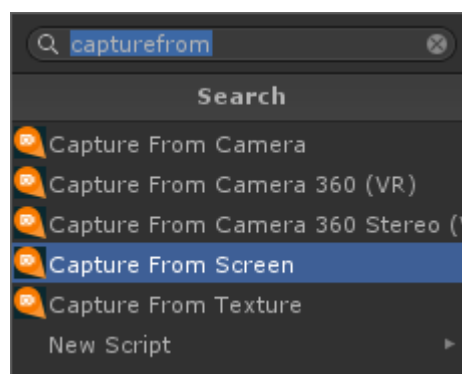 capturefrom
Search
Capture From Camera
Capture From Camera 360 (VR)
Capture From Camera 360 Stereo (
Capture From Screen
Capture From Texture
New Script